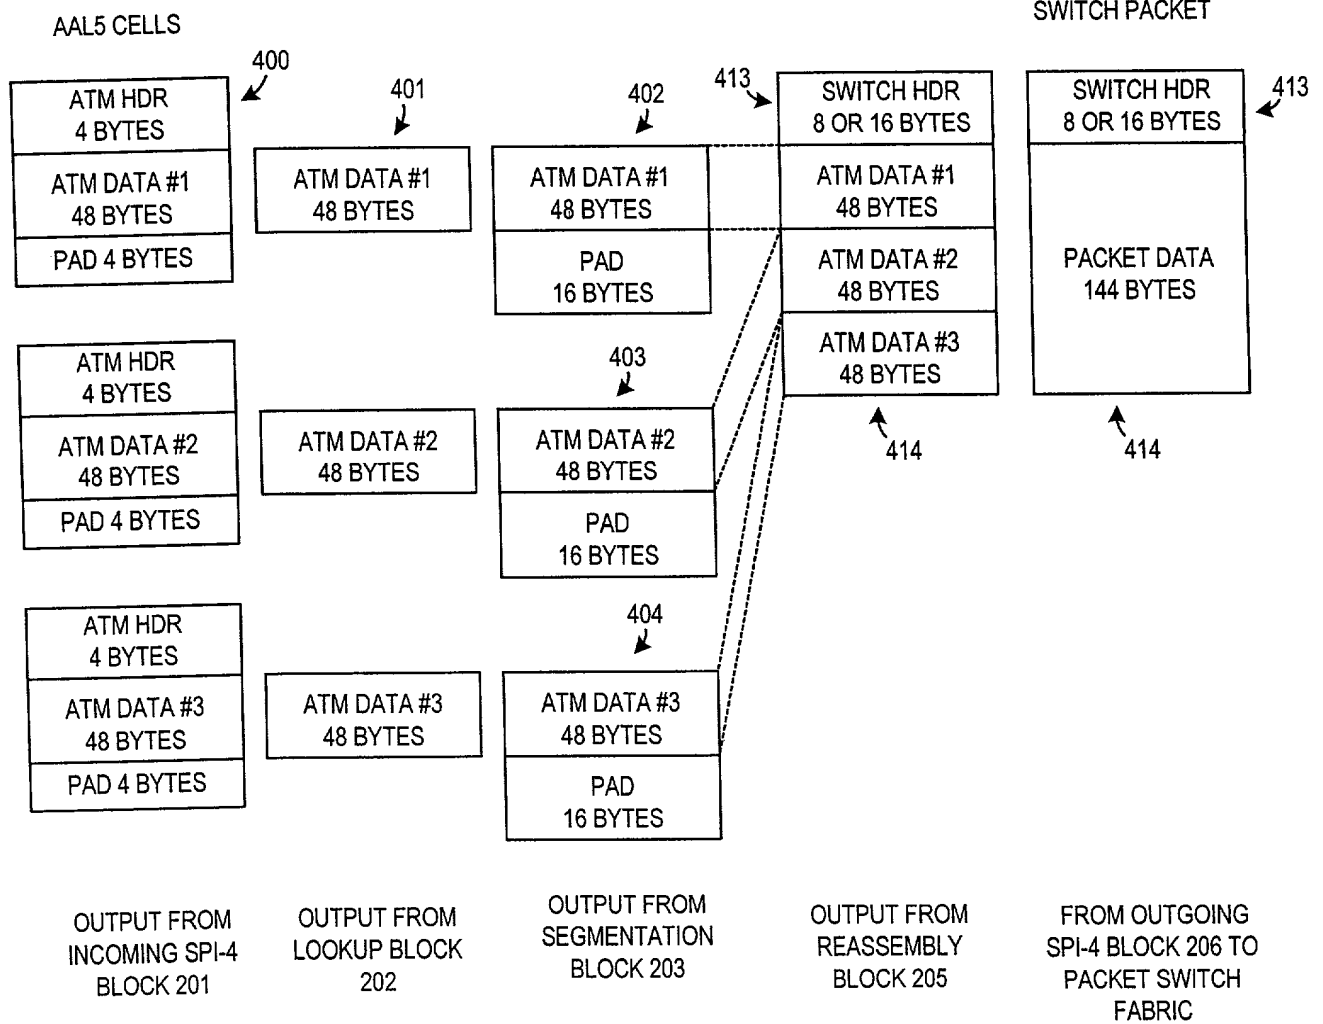 AAL5 CELLS
SWITCH PACKET
400
ATM HDR
4 BYTES
ATM DATA #1
48 BYTES
PAD 4 BYTES
401
ATM DATA #1
48 BYTES
402
ATM DATA #1
48 BYTES
PAD
16 BYTES
413
SWITCH HDR
8 OR 16 BYTES
ATM DATA #1
48 BYTES
ATM DATA #2
48 BYTES
ATM DATA #3
48 BYTES
414
413
SWITCH HDR
8 OR 16 BYTES
PACKET DATA
144 BYTES
414
ATM HDR
4 BYTES
ATM DATA #2
48 BYTES
PAD 4 BYTES
ATM DATA #2
48 BYTES
403
ATM DATA #2
48 BYTES
PAD
16 BYTES
ATM HDR
4 BYTES
ATM DATA #3
48 BYTES
PAD 4 BYTES
ATM DATA #3
48 BYTES
404
ATM DATA #3
48 BYTES
PAD
16 BYTES
OUTPUT FROM
INCOMING SPI-4
BLOCK 201
OUTPUT FROM
LOOKUP BLOCK
202
OUTPUT FROM
SEGMENTATION
BLOCK 203
OUTPUT FROM
REASSEMBLY
BLOCK 205
FROM OUTGOING
SPI-4 BLOCK 206 TO
PACKET SWITCH
FABRIC